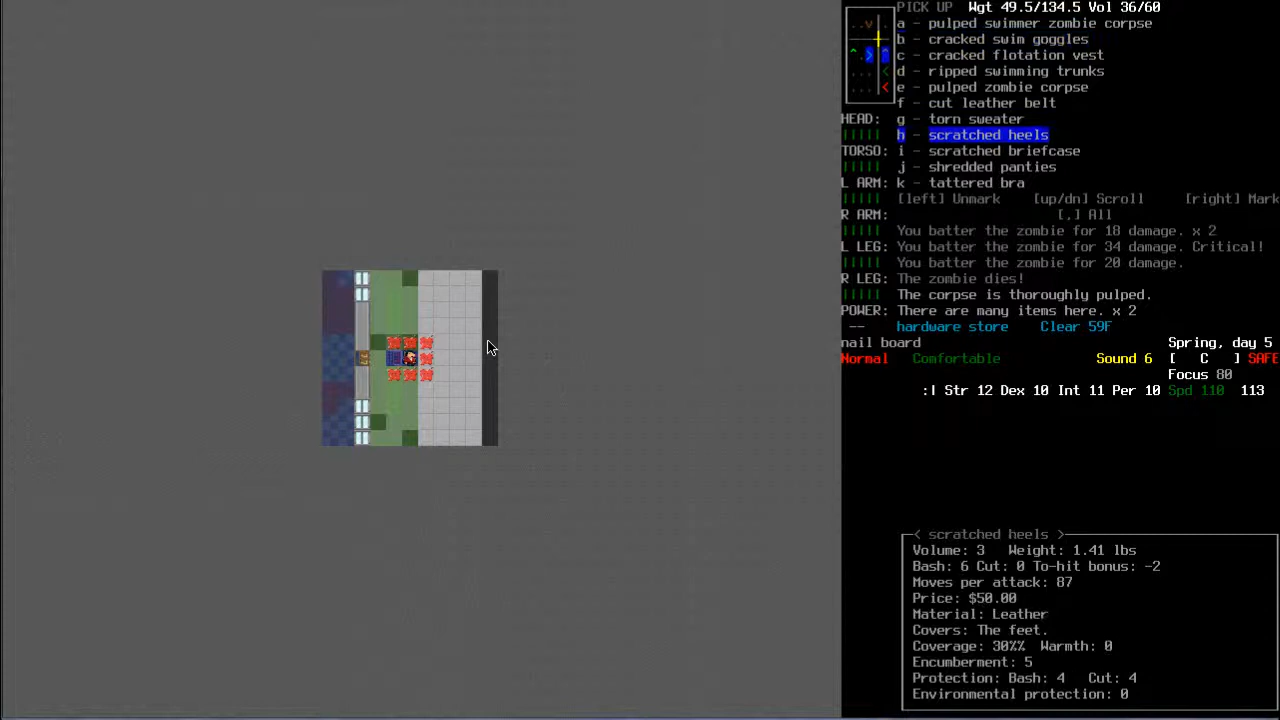 PICK UP Wgt 49.5/134.5 Vol 36/60
a - pulped swimmer zombie corpse
b - cracked swim goggles
c - cracked flotation vest
d - ripped swimming trunks
e - pulped zombie corpse
f - cut leather belt
HEAD: g - torn sweater
||||| h - scratched heels
TORSO: i - scratched briefcase
||||| j - shredded panties
L ARM: k - tattered bra
||||| [left] Unmark [up/dn] Scroll [right] Mark
R ARM: [,] All
||||| You batter the zombie for 18 damage. x 2
L LEG: You batter the zombie for 34 damage. Critical!
||||| You batter the zombie for 20 damage.
R LEG: The zombie dies!
||||| The corpse is thoroughly pulped.
POWER: There are many items here. x 2
-- hardware store Clear 59F
nail board Spring, day 5
Normal Comfortable Sound 6 [ C ] SAFE
Focus 80
:| Str 12 Dex 10 Int 11 Per 10 Spd 110 113
< scratched heels >
Volume: 3 Weight: 1.41 lbs
Bash: 6 Cut: 0 To-hit bonus: -2
Moves per attack: 87
Price: $50.00
Material: Leather
Covers: The feet.
Coverage: 30%% Warmth: 0
Encumberment: 5
Protection: Bash: 4 Cut: 4
Environmental protection: 0